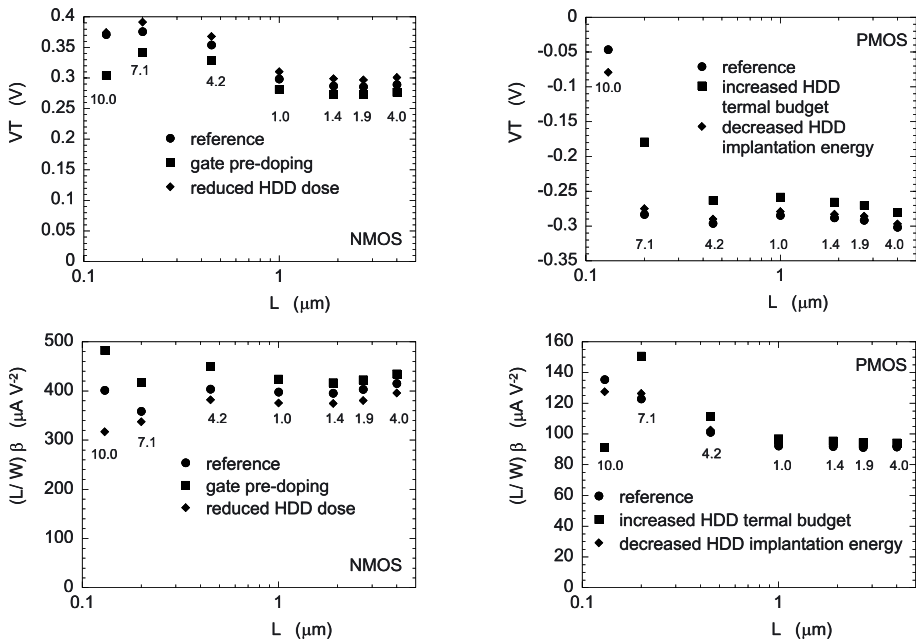 0.4
0.35
0.3
0.25
0.2
0.15
0.1
0.05
0
VT (V)
10.0
7.1
4.2
1.0
1.4
1.9
4.0
reference
gate pre-doping
reduced HDD dose
NMOS
0.1
1
L (μm)
0
-0.05
-0.1
-0.15
-0.2
-0.25
-0.3
-0.35
VT (V)
PMOS
reference
increased HDD
termal budget
decreased HDD
implantation energy
10.0
7.1
4.2
1.0
1.4
1.9
4.0
0.1
1
L (μm)
500
400
300
200
100
0
(L/ W) β (μA V-2)
10.0
7.1
4.2
1.0
1.4
1.9
4.0
reference
gate pre-doping
reduced HDD dose
NMOS
0.1
1
L (μm)
160
140
120
100
80
60
40
20
0
(L/ W) β (μA V-2)
PMOS
10.0
7.1
4.2
1.0
1.4
1.9
4.0
reference
increased HDD termal budget
decreased HDD implantation energy
0.1
1
L (μm)